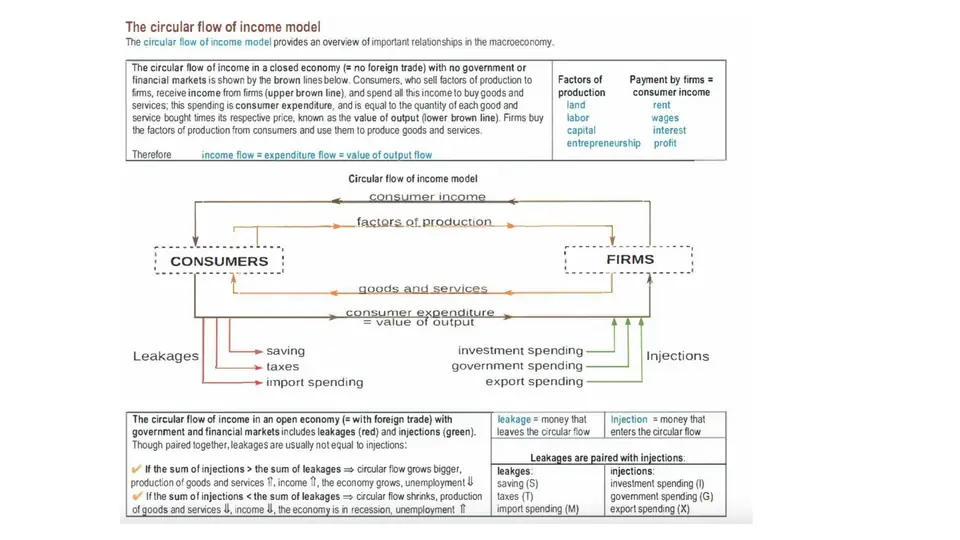 The circular flow of income model
The circular flow of income model provides an overview of important relationships in the macroeconomy.
The circular flow of income in a closed economy (= no foreign trade) with no government or
financial markets is shown by the brown lines below. Consumers, who sell factors of production to
firms, receive income from firms (upper brown line), and spend all this income to buy goods and
services; this spending is consumer expenditure, and is equal to the quantity of each good and
service bought times its respective price, known as the value of output (lower brown line). Firms buy
the factors of production from consumers and use them to produce goods and services.
Therefore income flow = expenditure flow = value of output flow
Factors of production
Payment by firms = consumer income
land rent
labor wages
capital interest
entrepreneurship profit
Circular flow of income model
consumer income
factors of production
CONSUMERS
FIRMS
goods and services
consumer expenditure
= value of output
Leakages
saving
taxes
import spending
investment spending
government spending
export spending
Injections
The circular flow of income in an open economy (= with foreign trade) with
government and financial markets includes leakages (red) and injections (green).
Though paired together, leakages are usually not equal to injections:
✔ If the sum of injections > the sum of leakages ⇒ circular flow grows bigger,
production of goods and services ⇑, income ⇑, the economy grows, unemployment ⇓
✔ If the sum of injections < the sum of leakages ⇒ circular flow shrinks, production
of goods and services ⇓, income ⇓, the economy is in recession, unemployment ⇑
leakage = money that
leaves the circular flow
Injection = money that
enters the circular flow
Leakages are paired with injections:
leakges:
saving (S)
taxes (T)
import spending (M)
injections:
investment spending (I)
government spending (G)
export spending (X)